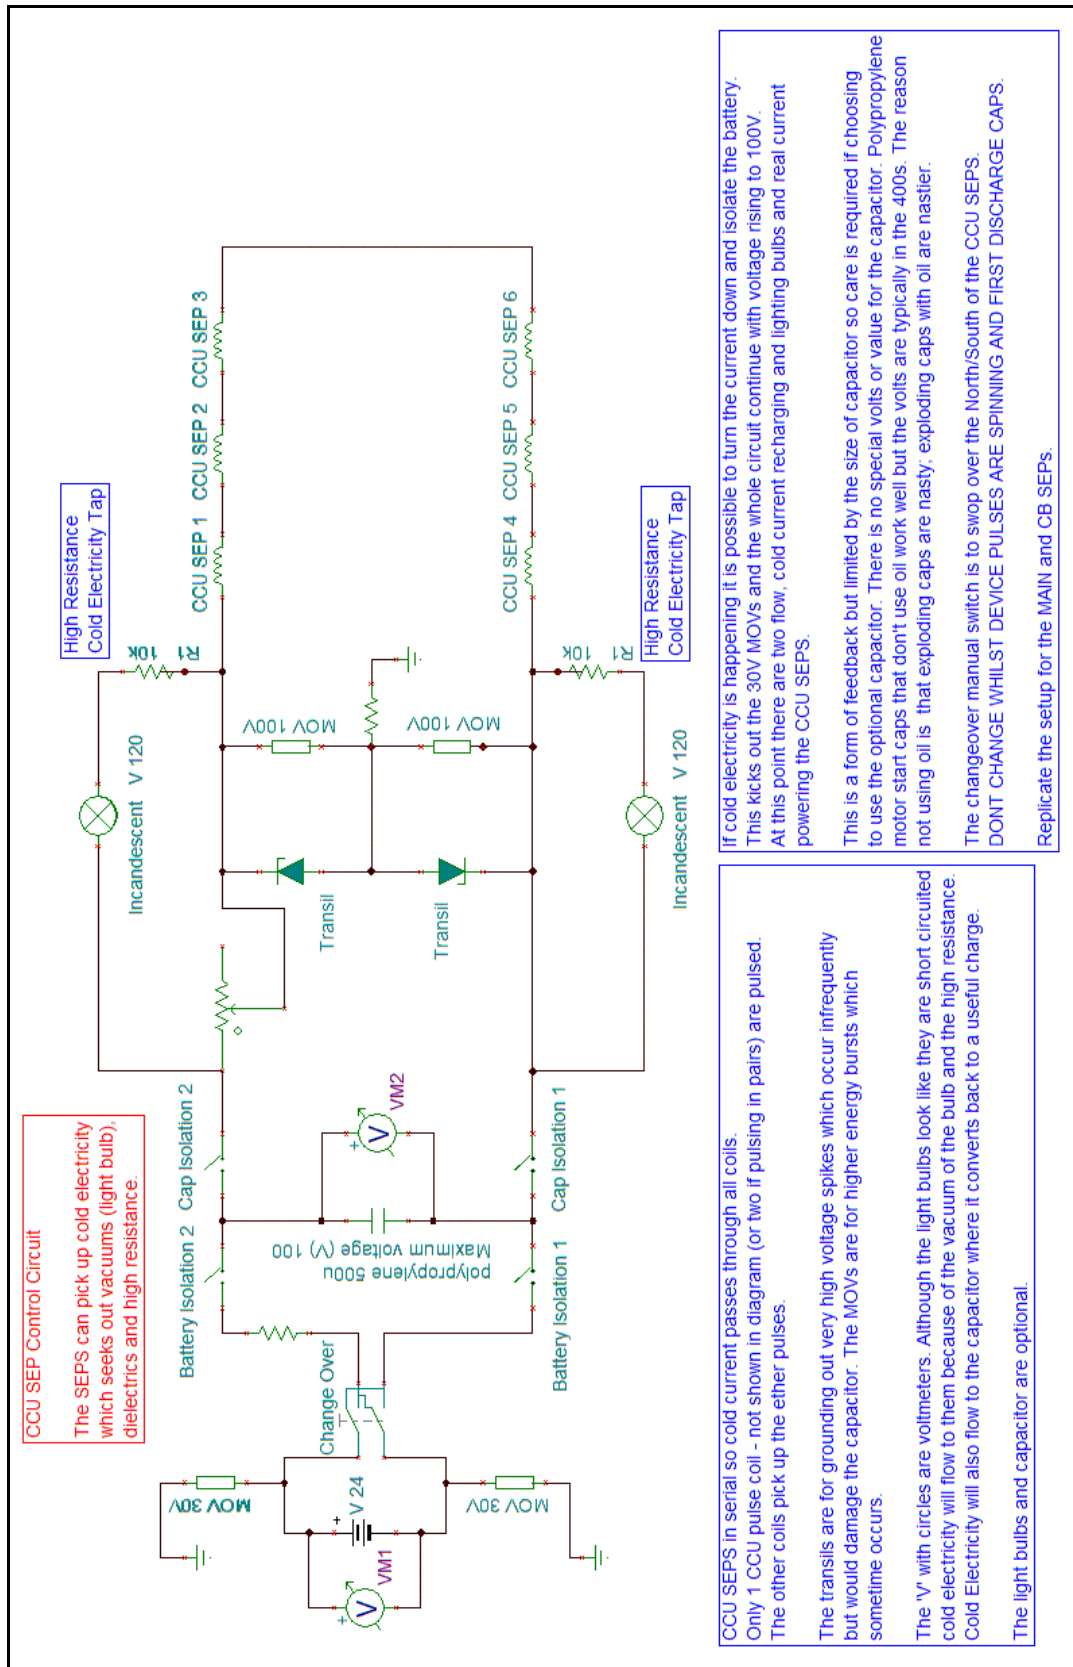 CCU SEP Control Circuit
The SEPS can pick up cold electricity
which seeks out vacuums (light bulb),
dielectrics and high resistance.
High Resistance
Cold Electricity Tap
Incandescent V 120
R1 10k
CCU SEP 1
CCU SEP 2
CCU SEP 3
MOV 30V
Battery Isolation 2
Cap Isolation 2
Change Over
V 24
+
V
VM1
polypropylene 500u
Maximum voltage (V) 100
+
V
VM2
Transil
Transil
MOV 100V
MOV 100V
MOV 30V
Battery Isolation 1
Cap Isolation 1
CCU SEP 4
CCU SEP 5
CCU SEP 6
R1 10k
Incandescent V 120
High Resistance
Cold Electricity Tap
CCU SEPS in serial so cold current passes through all coils.
Only 1 CCU pulse coil - not shown in diagram (or two if pulsing in pairs) are pulsed.
The other coils pick up the ether pulses.
The transils are for grounding out very high voltage spikes which occur infrequently
but would damage the capacitor. The MOVs are for higher energy bursts which
sometime occurs.
The 'V' with circles are voltmeters. Although the light bulbs look like they are short circuited
cold electricity will flow to them because of the vacuum of the bulb and the high resistance.
Cold Electricity will also flow to the capacitor where it converts back to a useful charge.
The light bulbs and capacitor are optional.
If cold electricity is happening it is possible to turn the current down and isolate the battery.
This kicks out the 30V MOVs and the whole circuit continue with voltage rising to 100V.
At this point there are two flow, cold current recharging and lighting bulbs and real current
powering the CCU SEPS.
This is a form of feedback but limited by the size of capacitor so care is required if choosing
to use the optional capacitor. There is no special volts or value for the capacitor. Polypropylene
motor start caps that don't use oil work well but the volts are typically in the 400s. The reason
not using oil is that exploding caps are nasty; exploding caps with oil are nastier.
The changeover manual switch is to swop over the North/South of the CCU SEPS.
DONT CHANGE WHILST DEVICE PULSES ARE SPINNING AND FIRST DISCHARGE CAPS.
Replicate the setup for the MAIN and CB SEPs.